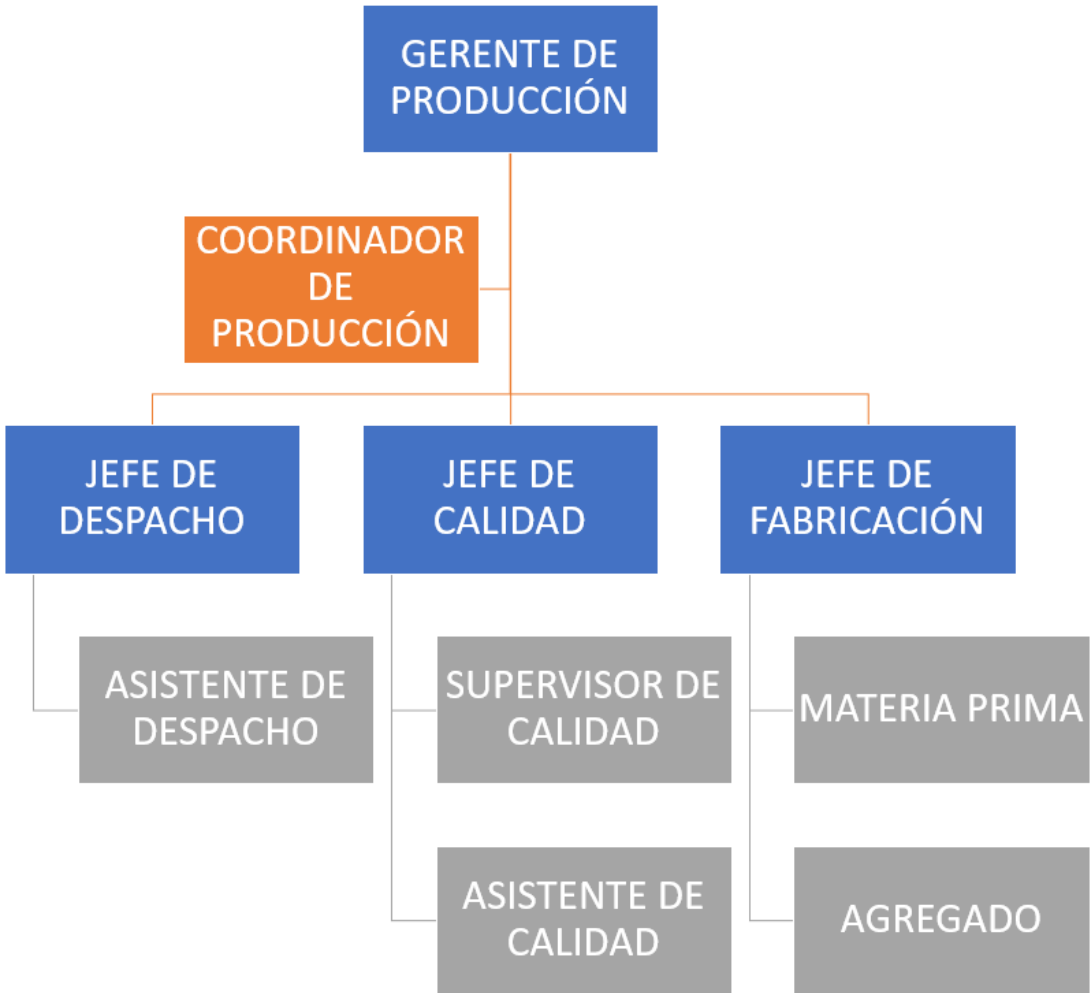 GERENTE DE
PRODUCCIÓN
COORDINADOR
DE
PRODUCCIÓN
JEFE DE
DESPACHO
JEFE DE
CALIDAD
JEFE DE
FABRICACIÓN
ASISTENTE DE
DESPACHO
SUPERVISOR DE
CALIDAD
MATERIA PRIMA
ASISTENTE DE
CALIDAD
AGREGADO